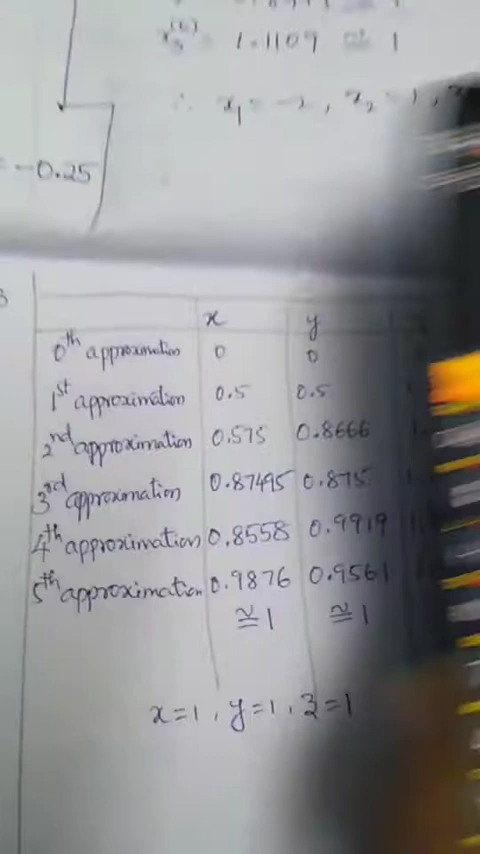 = 1.1109 ≅ 1
∴ x₁ = -2, x₂ = 1,
= -0.25
x y
0th approximation 0 0
1st approximation 0.5 0.5
2nd approximation 0.575 0.8666
3rd approximation 0.87495 0.875
4th approximation 0.8558 0.9919
5th approximation 0.9876 0.9561
≅1 ≅1
x=1, y=1, z=1